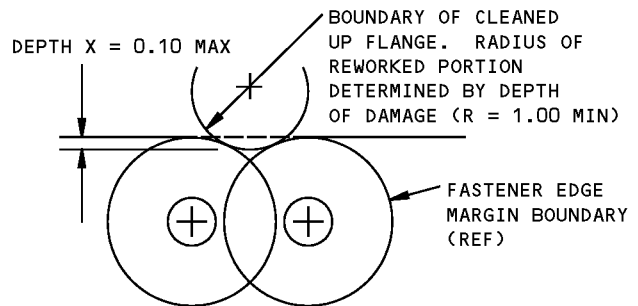 BOUNDARY OF CLEANED
UP FLANGE. RADIUS OF
REWORKED PORTION
DETERMINED BY DEPTH
OF DAMAGE (R = 1.00 MIN)
DEPTH X = 0.10 MAX
FASTENER EDGE
MARGIN BOUNDARY
(REF)